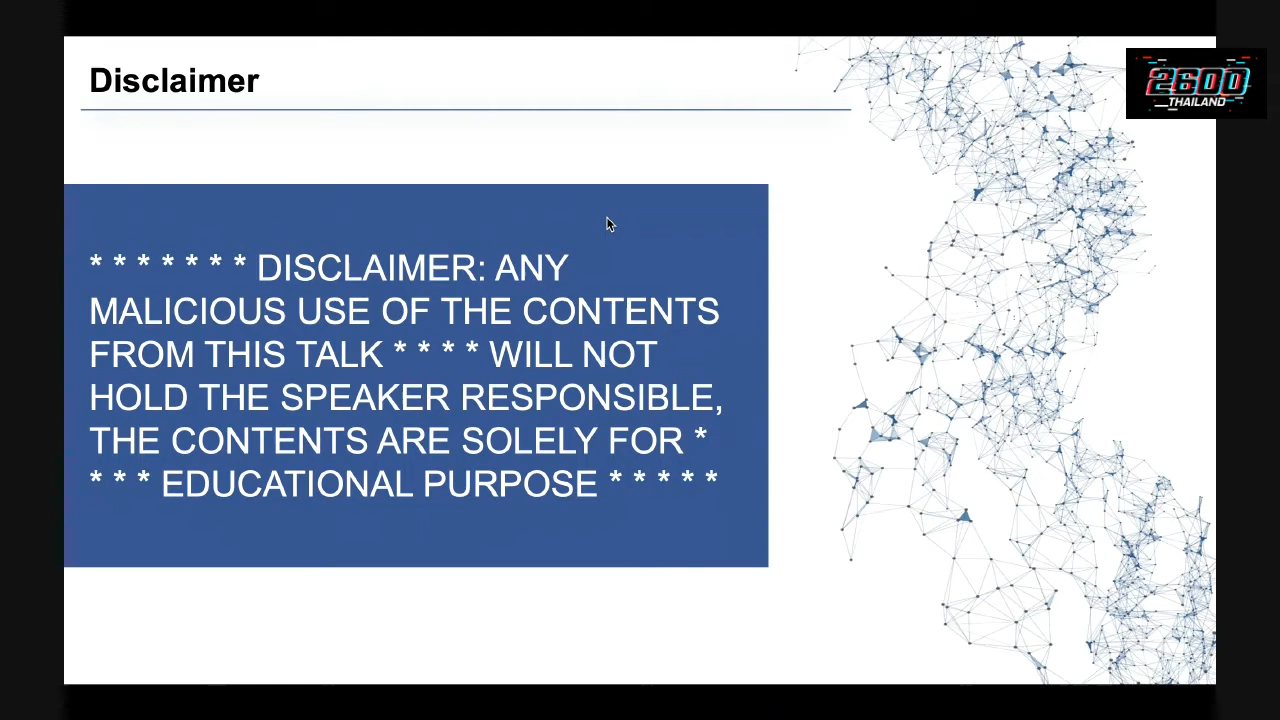 Disclaimer
2600
THAILAND
* * * * * * * DISCLAIMER: ANY
MALICIOUS USE OF THE CONTENTS
FROM THIS TALK * * * * WILL NOT
HOLD THE SPEAKER RESPONSIBLE,
THE CONTENTS ARE SOLELY FOR *
* * * EDUCATIONAL PURPOSE * * * * *